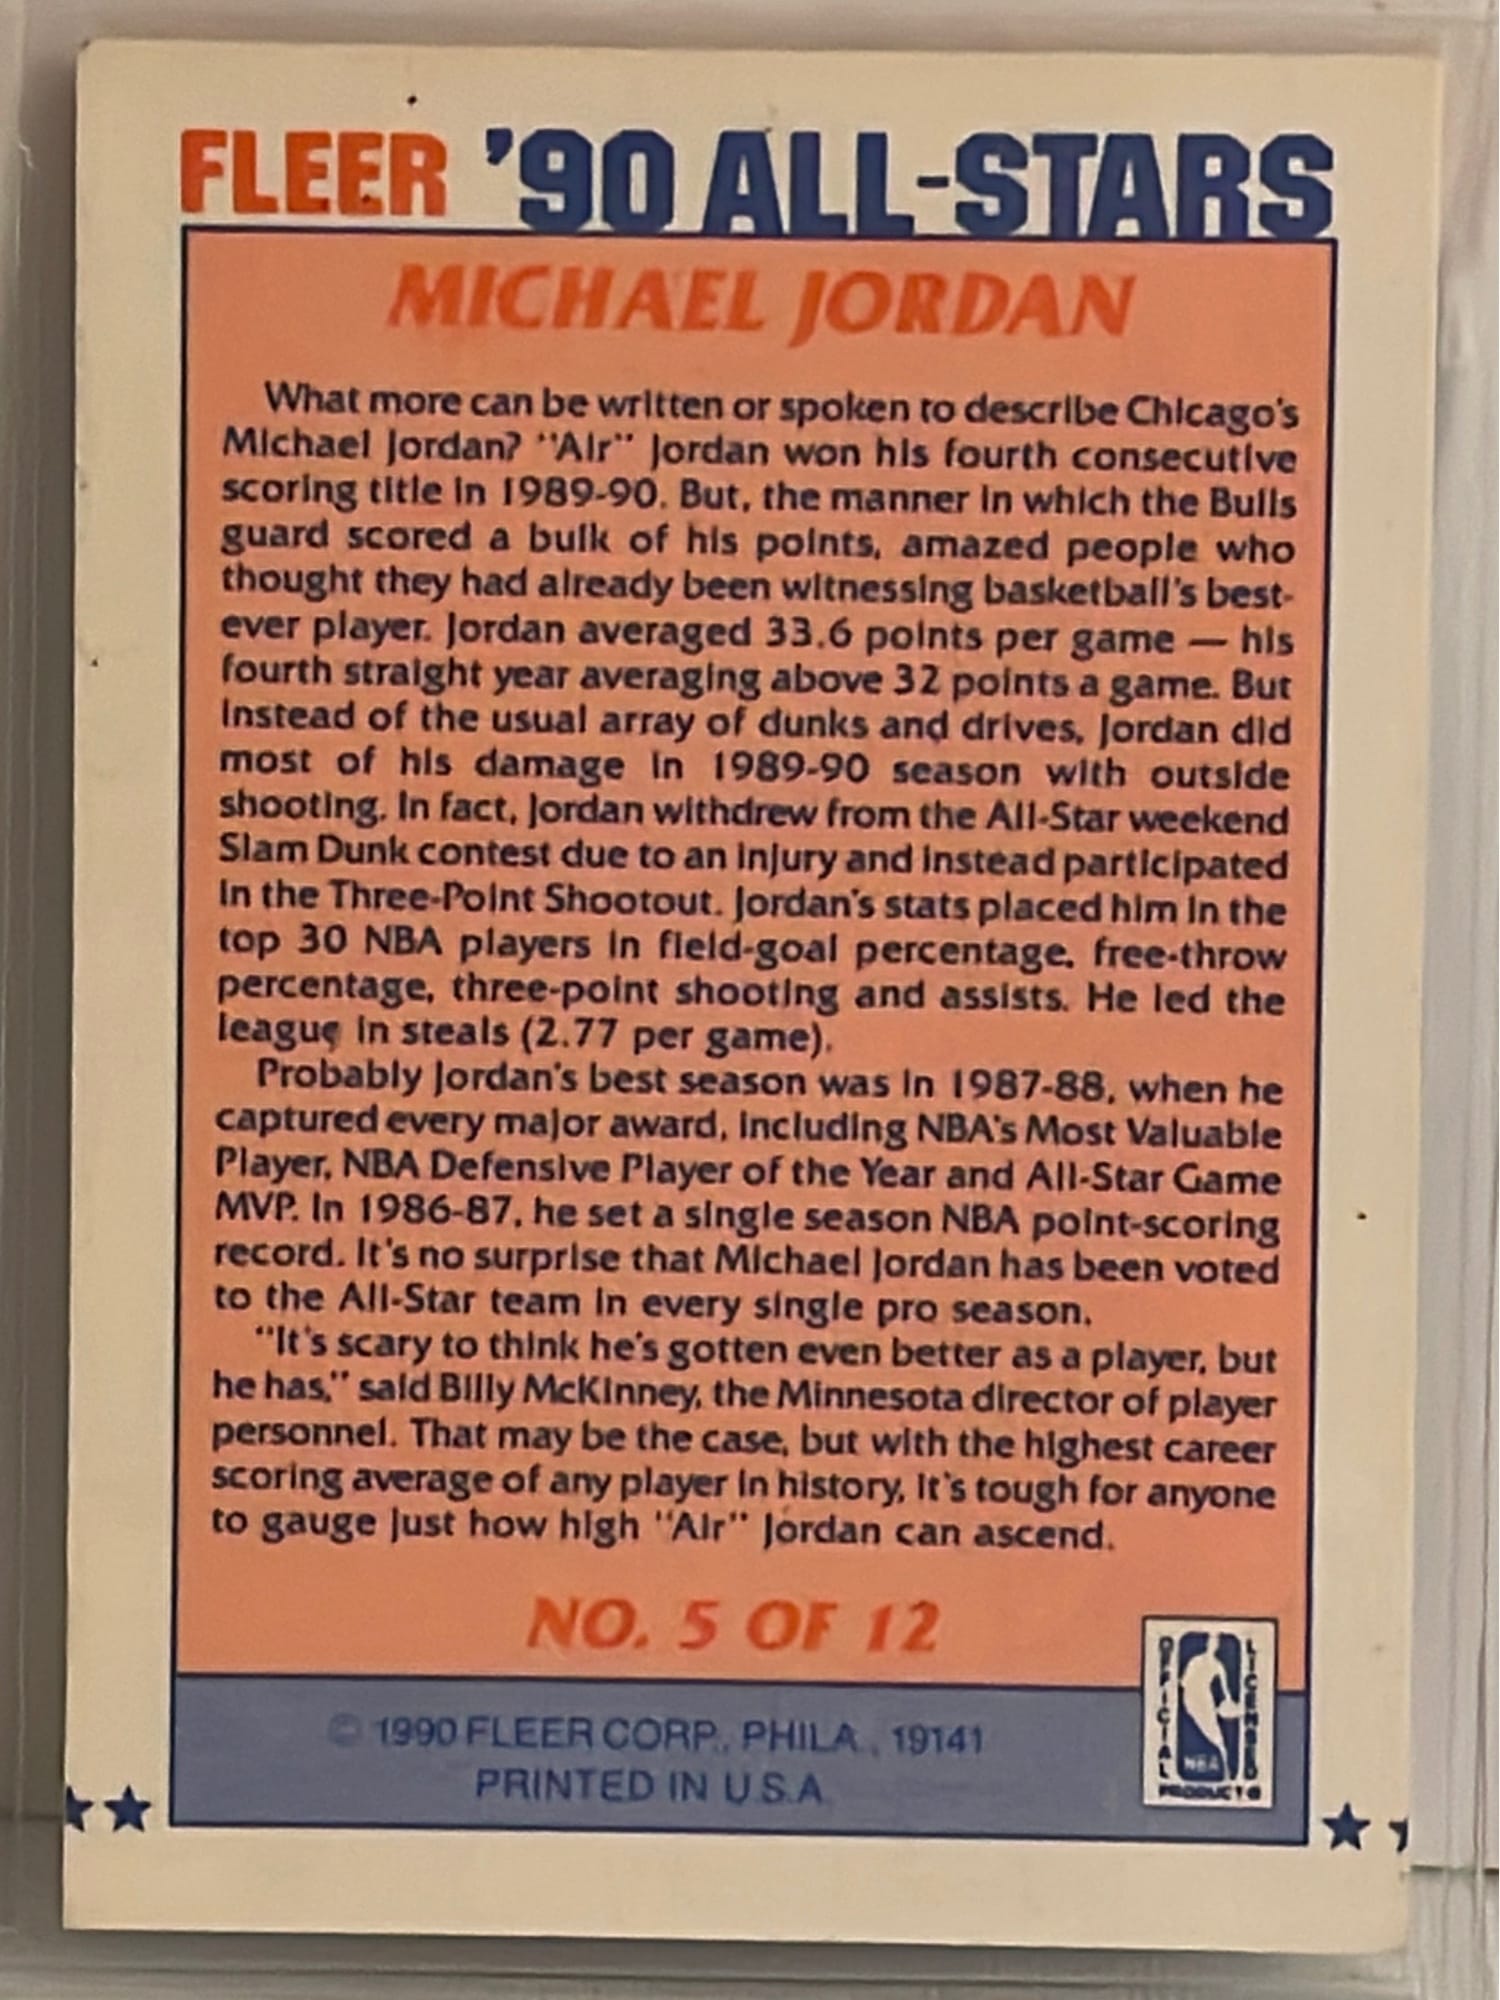 FLEER '90 ALL-STARS
MICHAEL JORDAN
What more can be written or spoken to describe Chicago's
Michael Jordan? "Air" Jordan won his fourth consecutive
scoring title in 1989-90. But, the manner in which the Bulls
guard scored a bulk of his points, amazed people who
thought they had already been witnessing basketball's best-
ever player. Jordan averaged 33.6 points per game — his
fourth straight year averaging above 32 points a game. But
instead of the usual array of dunks and drives, Jordan did
most of his damage in 1989-90 season with outside
shooting. In fact, Jordan withdrew from the All-Star weekend
Slam Dunk contest due to an injury and instead participated
in the Three-Point Shootout. Jordan's stats placed him in the
top 30 NBA players in field-goal percentage, free-throw
percentage, three-point shooting and assists. He led the
league in steals (2.77 per game).
Probably Jordan's best season was in 1987-88, when he
captured every major award, including NBA's Most Valuable
Player, NBA Defensive Player of the Year and All-Star Game
MVP. In 1986-87, he set a single season NBA point-scoring
record. It's no surprise that Michael Jordan has been voted
to the All-Star team in every single pro season.
"It's scary to think he's gotten even better as a player, but
he has," said Billy McKinney, the Minnesota director of player
personnel. That may be the case, but with the highest career
scoring average of any player in history, it's tough for anyone
to gauge just how high "Air" Jordan can ascend.
NO. 5 OF 12
© 1990 FLEER CORP., PHILA., 19141
PRINTED IN U.S.A.
OFFICIAL
LICENSED
NBA
PRODUCT ®